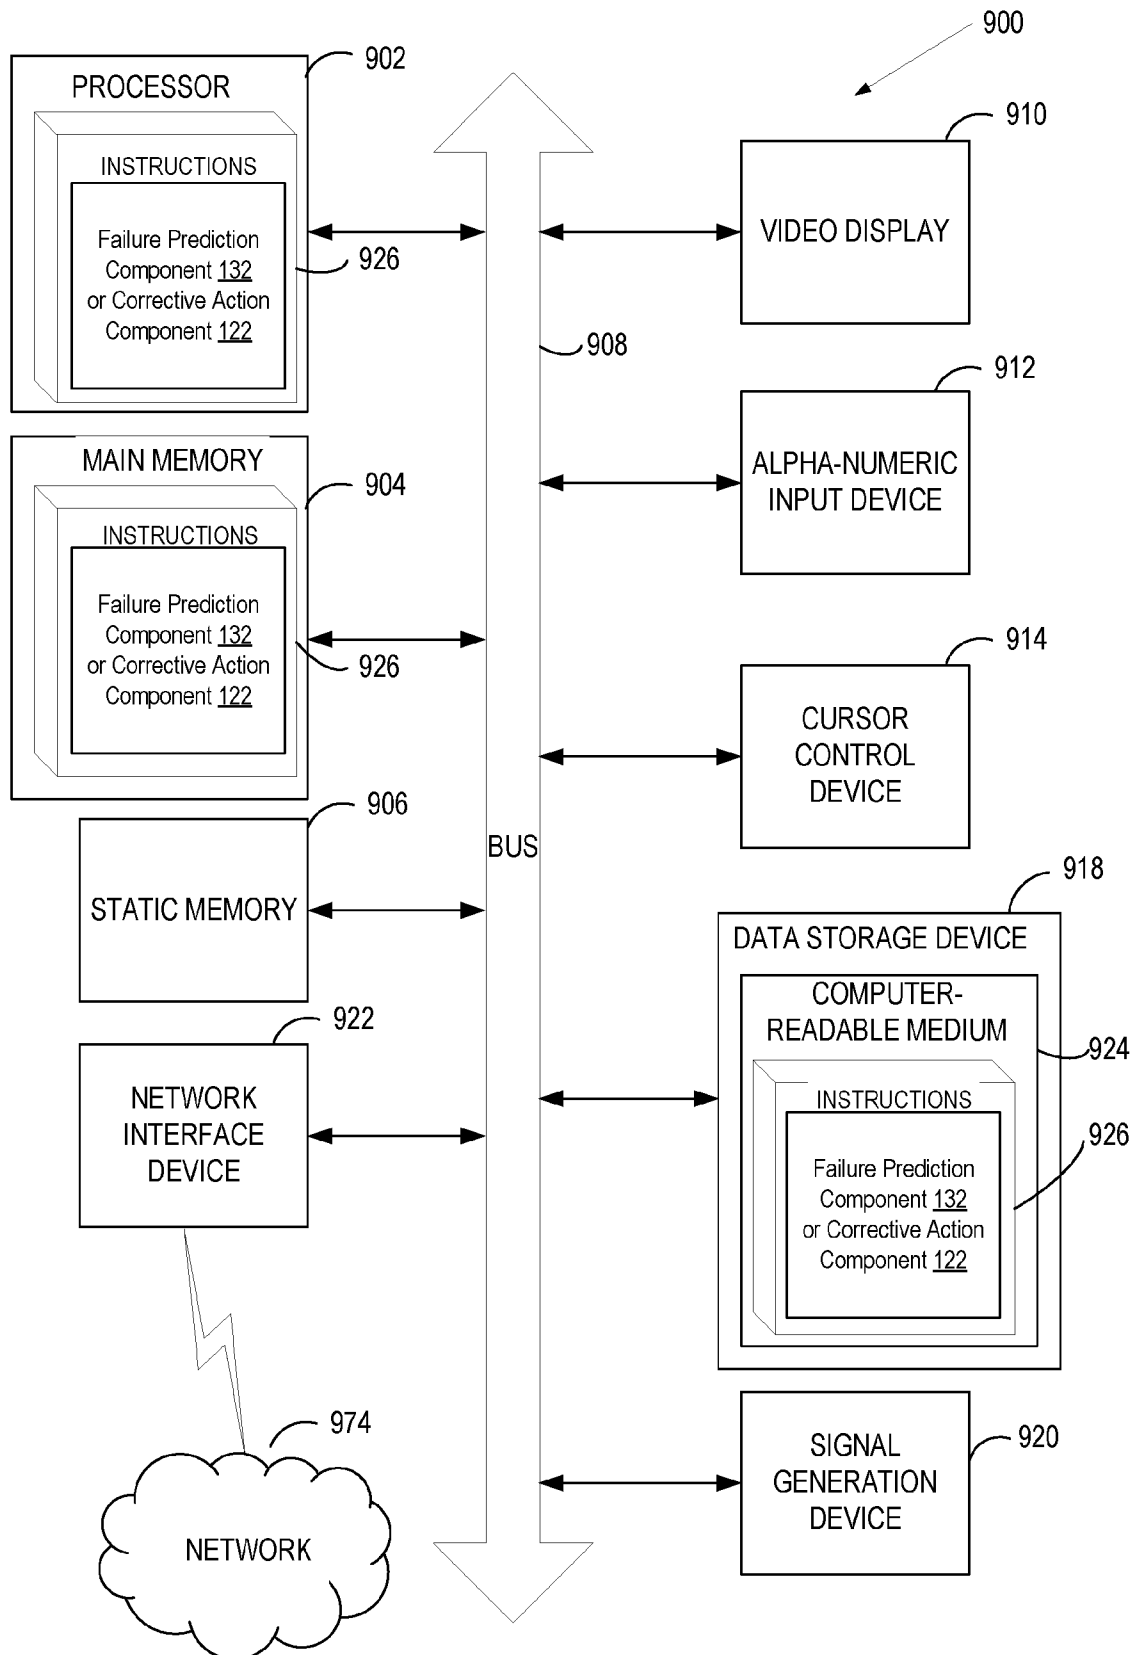 900
902
PROCESSOR
INSTRUCTIONS
Failure Prediction
Component 132
or Corrective Action
Component 122
926
910
VIDEO DISPLAY
908
912
ALPHA-NUMERIC
INPUT DEVICE
MAIN MEMORY
904
INSTRUCTIONS
Failure Prediction
Component 132
or Corrective Action
Component 122
926
914
CURSOR
CONTROL
DEVICE
906
STATIC MEMORY
BUS
918
DATA STORAGE DEVICE
COMPUTER-
READABLE MEDIUM
924
INSTRUCTIONS
Failure Prediction
Component 132
or Corrective Action
Component 122
926
922
NETWORK
INTERFACE
DEVICE
974
NETWORK
920
SIGNAL
GENERATION
DEVICE